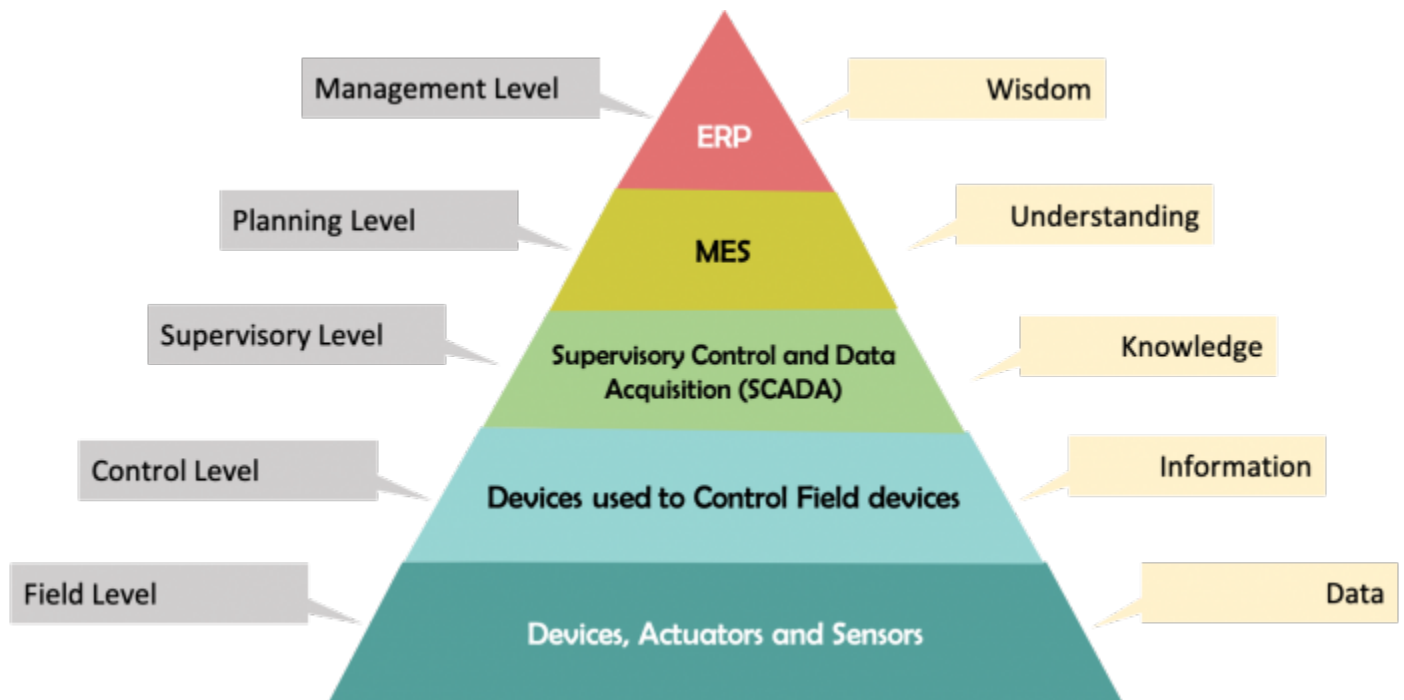 Management Level
Wisdom
ERP
Planning Level
Understanding
MES
Supervisory Level
Knowledge
Supervisory Control and Data
Acquisition (SCADA)
Control Level
Information
Devices used to Control Field devices
Field Level
Data
Devices, Actuators and Sensors